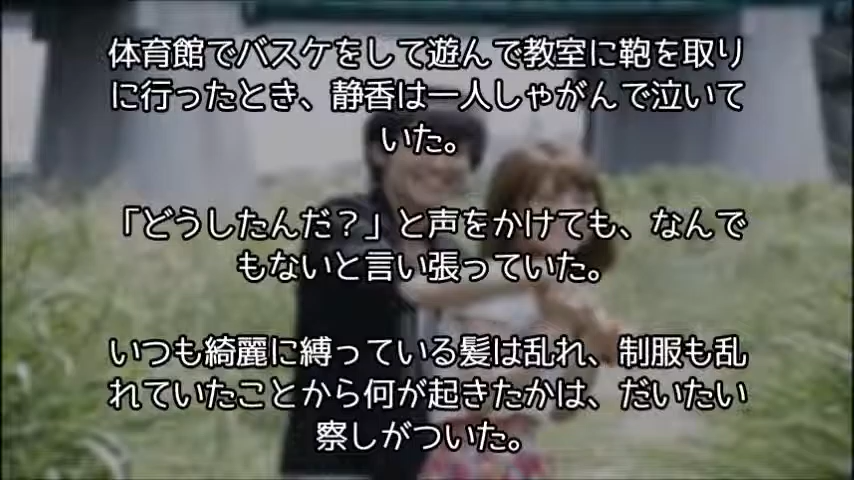 体育館でバスケをして遊んで教室に鞄を取り
に行ったとき、静香は一人しゃがんで泣いて
いた。
「どうしたんだ？」と声をかけても、なんで
もないと言い張っていた。
いつも綺麗に縛っている髪は乱れ、制服も乱
れていたことから何が起きたかは、だいたい
察しがついた。